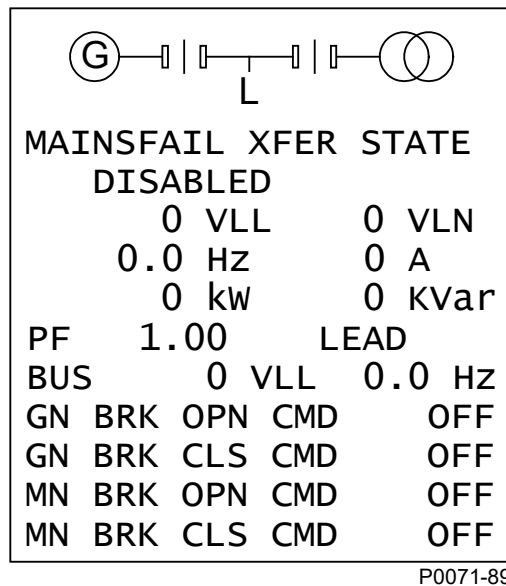 G
L
MAINSFAIL XFER STATE
DISABLED
0 VLL 0 VLN
0.0 Hz 0 A
0 kW 0 KVar
PF 1.00 LEAD
BUS 0 VLL 0.0 Hz
GN BRK OPN CMD OFF
GN BRK CLS CMD OFF
MN BRK OPN CMD OFF
MN BRK CLS CMD OFF
P0071-89